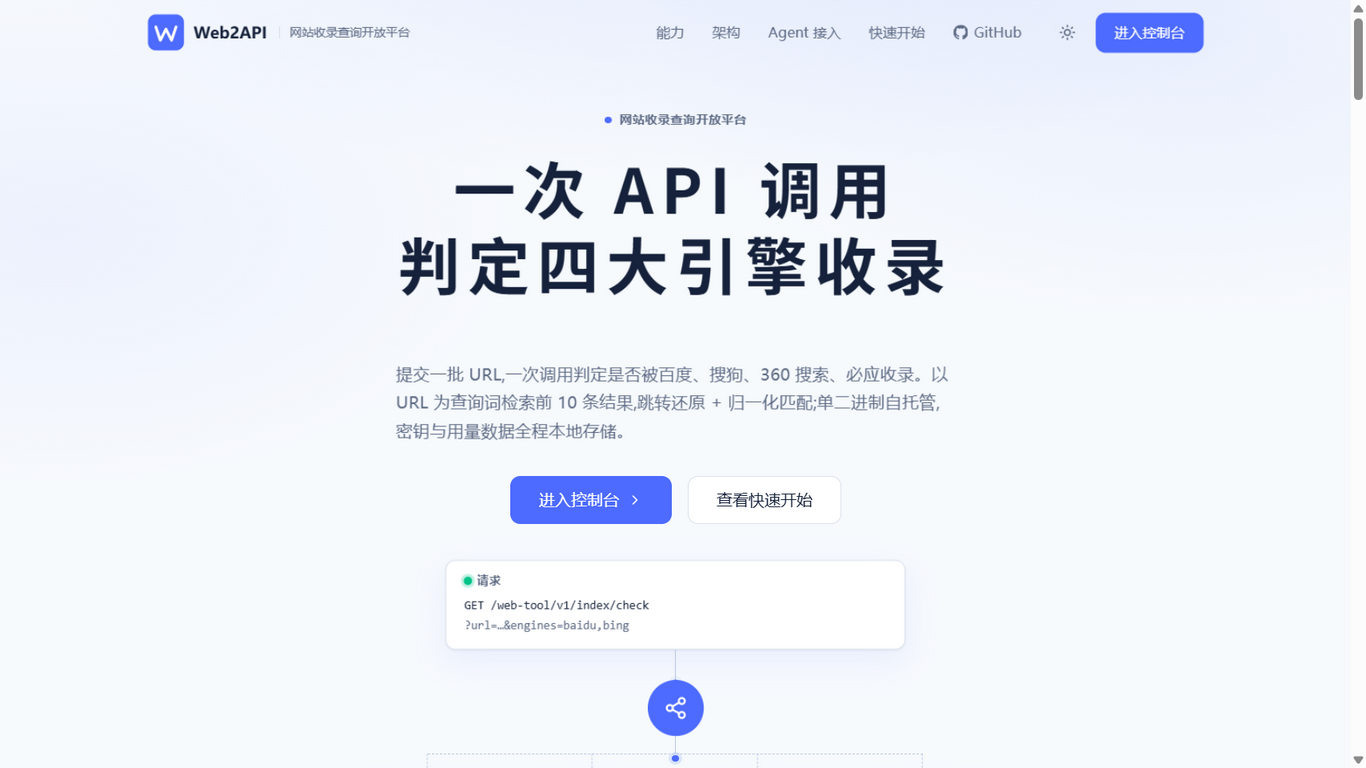 W Web2API 网站收录查询开放平台 能力 架构 Agent 接入 快速开始 GitHub 进入控制台
网站收录查询开放平台
一次 API 调用
判定四大引擎收录
提交一批 URL,一次调用判定是否被百度、搜狗、360 搜索、必应收录。以
URL 为查询词检索前 10 条结果,跳转还原 + 归一化匹配;单二进制自托管,
密钥与用量数据全程本地存储。
进入控制台 查看快速开始
请求
GET /web-tool/v1/index/check
?url=…&engines=baidu,bing